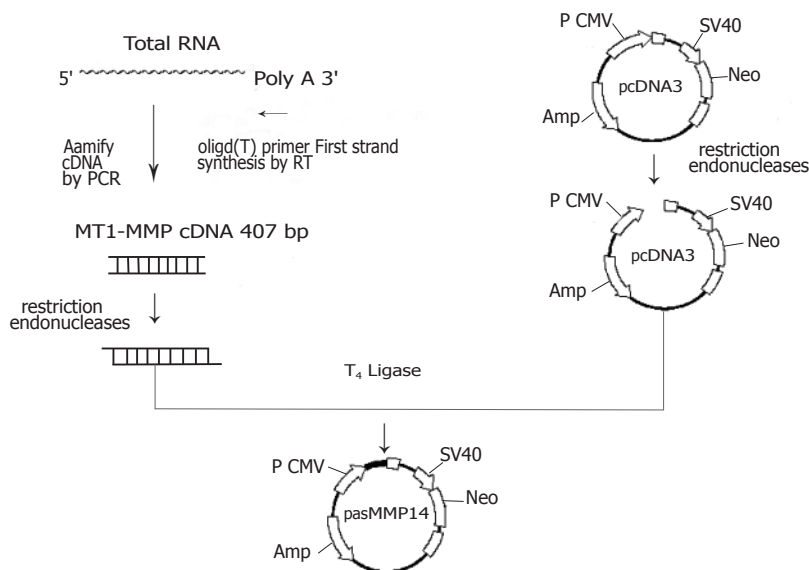 Total RNA
5'
Poly A 3'
Aamify
cDNA
by PCR
oligd(T) primer First strand
synthesis by RT
MT1-MMP cDNA 407 bp
restriction
endonucleases
P CMV
SV40
pcDNA3
Neo
Amp
restriction
endonucleases
P CMV
SV40
pcDNA3
Neo
Amp
T4 Ligase
P CMV
SV40
pasMMP14
Neo
Amp